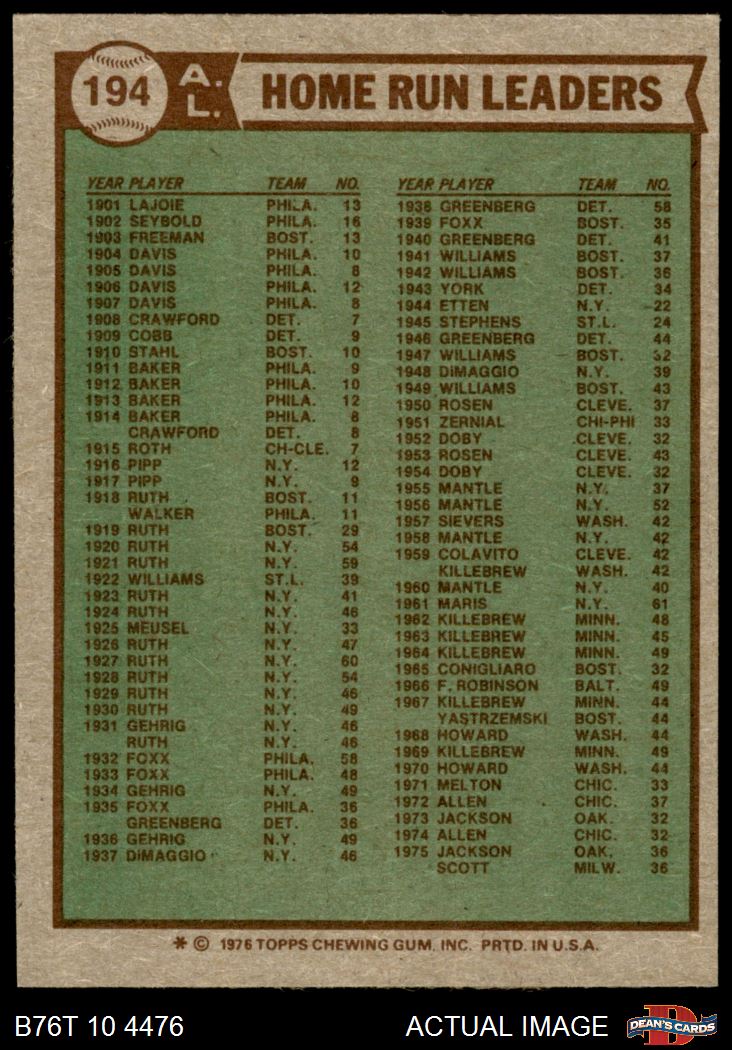 194 A.L. HOME RUN LEADERS
YEAR PLAYER TEAM NO.
1901 LAJOIE PHILA. 13
1902 SEYBOLD PHILA. 16
1903 FREEMAN BOST. 13
1904 DAVIS PHILA. 10
1905 DAVIS PHILA. 8
1906 DAVIS PHILA. 12
1907 DAVIS PHILA. 8
1908 CRAWFORD DET. 7
1909 COBB DET. 9
1910 STAHL BOST. 10
1911 BAKER PHILA. 9
1912 BAKER PHILA. 10
1913 BAKER PHILA. 12
1914 BAKER PHILA. 8
CRAWFORD DET. 8
1915 ROTH CH-CLE. 7
1916 PIPP N.Y. 12
1917 PIPP N.Y. 9
1918 RUTH BOST. 11
WALKER PHILA. 11
1919 RUTH BOST. 29
1920 RUTH N.Y. 54
1921 RUTH N.Y. 59
1922 WILLIAMS ST.L. 39
1923 RUTH N.Y. 41
1924 RUTH N.Y. 46
1925 MEUSEL N.Y. 33
1926 RUTH N.Y. 47
1927 RUTH N.Y. 60
1928 RUTH N.Y. 54
1929 RUTH N.Y. 46
1930 RUTH N.Y. 49
1931 GEHRIG N.Y. 46
RUTH N.Y. 46
1932 FOXX PHILA. 58
1933 FOXX PHILA. 48
1934 GEHRIG N.Y. 49
1935 FOXX PHILA. 36
GREENBERG DET. 36
1936 GEHRIG N.Y. 49
1937 DiMAGGIO N.Y. 46
YEAR PLAYER TEAM NO.
1938 GREENBERG DET. 58
1939 FOXX BOST. 35
1940 GREENBERG DET. 41
1941 WILLIAMS BOST. 37
1942 WILLIAMS BOST. 36
1943 YORK DET. 34
1944 ETTEN N.Y. 22
1945 STEPHENS ST.L. 24
1946 GREENBERG DET. 44
1947 WILLIAMS BOST. 32
1948 DiMAGGIO N.Y. 39
1949 WILLIAMS BOST. 43
1950 ROSEN CLEVE. 37
1951 ZERNIAL CHI-PHI 33
1952 DOBY CLEVE. 32
1953 ROSEN CLEVE. 43
1954 DOBY CLEVE. 32
1955 MANTLE N.Y. 37
1956 MANTLE N.Y. 52
1957 SIEVERS WASH. 42
1958 MANTLE N.Y. 42
1959 COLAVITO CLEVE. 42
KILLEBREW WASH. 42
1960 MANTLE N.Y. 40
1961 MARIS N.Y. 61
1962 KILLEBREW MINN. 48
1963 KILLEBREW MINN. 45
1964 KILLEBREW MINN. 49
1965 CONIGLIARO BOST. 32
1966 F. ROBINSON BALT. 49
1967 KILLEBREW MINN. 44
YASTRZEMSKI BOST. 44
1968 HOWARD WASH. 44
1969 KILLEBREW MINN. 49
1970 HOWARD WASH. 44
1971 MELTON CHIC. 33
1972 ALLEN CHIC. 37
1973 JACKSON OAK. 32
1974 ALLEN CHIC. 32
1975 JACKSON OAK. 36
SCOTT MILW. 36
* © 1976 TOPPS CHEWING GUM, INC. PRTD. IN U.S.A.
B76T 10 4476 ACTUAL IMAGE D DEAN'S CARDS